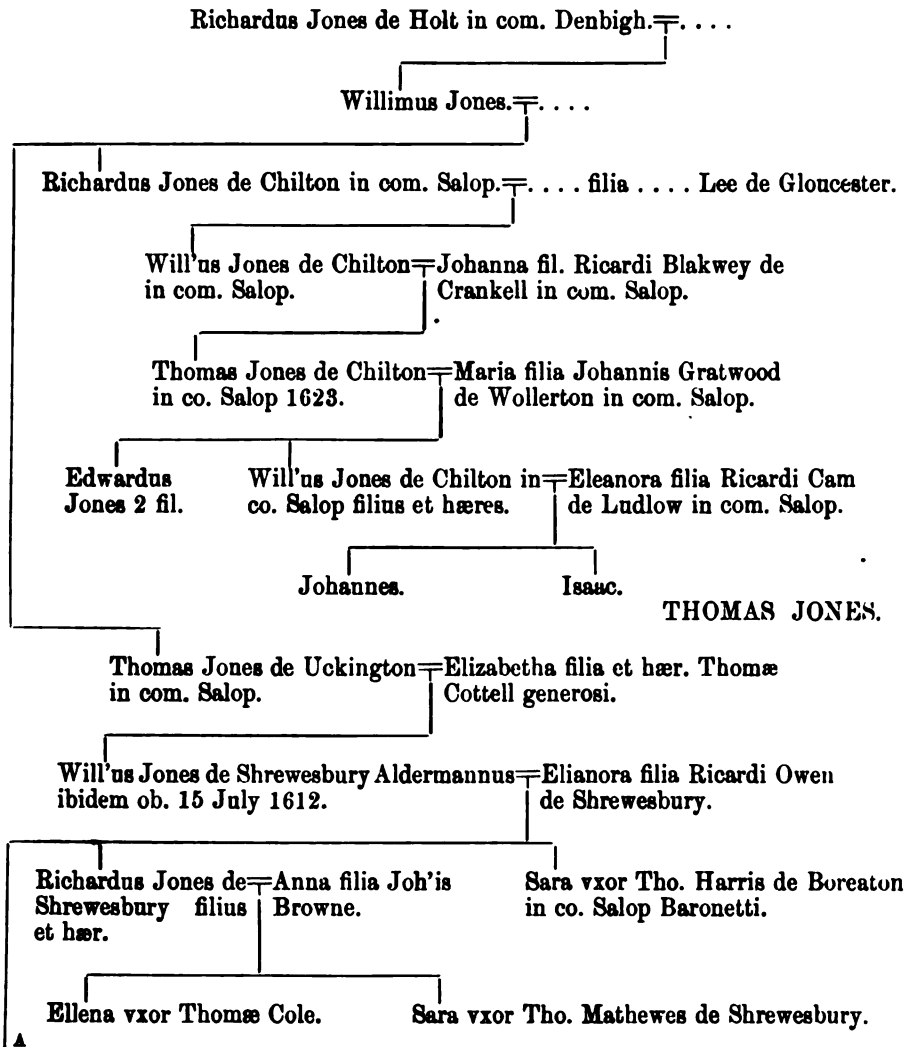 Richardus Jones de Holt in com. Denbigh.=. . . .
Willimus Jones.=. . . .
Richardus Jones de Chilton in com. Salop.=. . . . filia . . . . Lee de Gloucester.
Will'us Jones de Chilton=Johanna fil. Ricardi Blakwey de
in com. Salop. Crankell in com. Salop.
Thomas Jones de Chilton=Maria filia Johannis Gratwood
in co. Salop 1623. de Wollerton in com. Salop.
Edwardus Will'us Jones de Chilton in=Eleanora filia Ricardi Cam
Jones 2 fil. co. Salop filius et hæres. de Ludlow in com. Salop.
Johannes. Isaac.
THOMAS JONES.
Thomas Jones de Uckington=Elizabetha filia et hær. Thomæ
in com. Salop. Cottell generosi.
Will'us Jones de Shrewesbury Aldermannus=Elianora filia Ricardi Owen
ibidem ob. 15 July 1612. de Shrewesbury.
Richardus Jones de=Anna filia Joh'is Sara vxor Tho. Harris de Boreaton
Shrewesbury filius Browne. in co. Salop Baronetti.
et hær.
Ellena vxor Thomæ Cole. Sara vxor Tho. Mathewes de Shrewesbury.
A